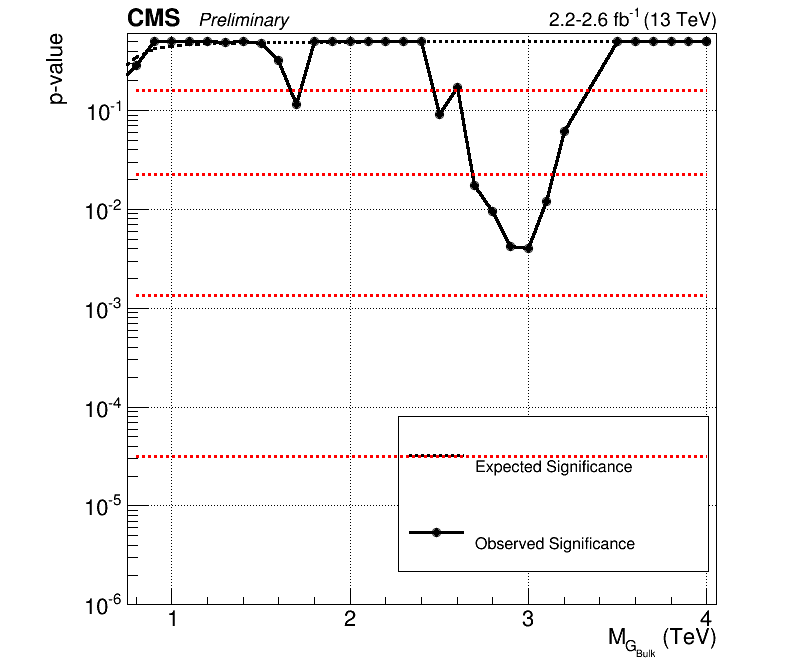 CMS Preliminary 2.2-2.6 fb-1 (13 TeV)
p-value
10-1
10-2
10-3
10-4
10-5
10-6
Expected Significance
Observed Significance
1 2 3 4
MGBulk (TeV)